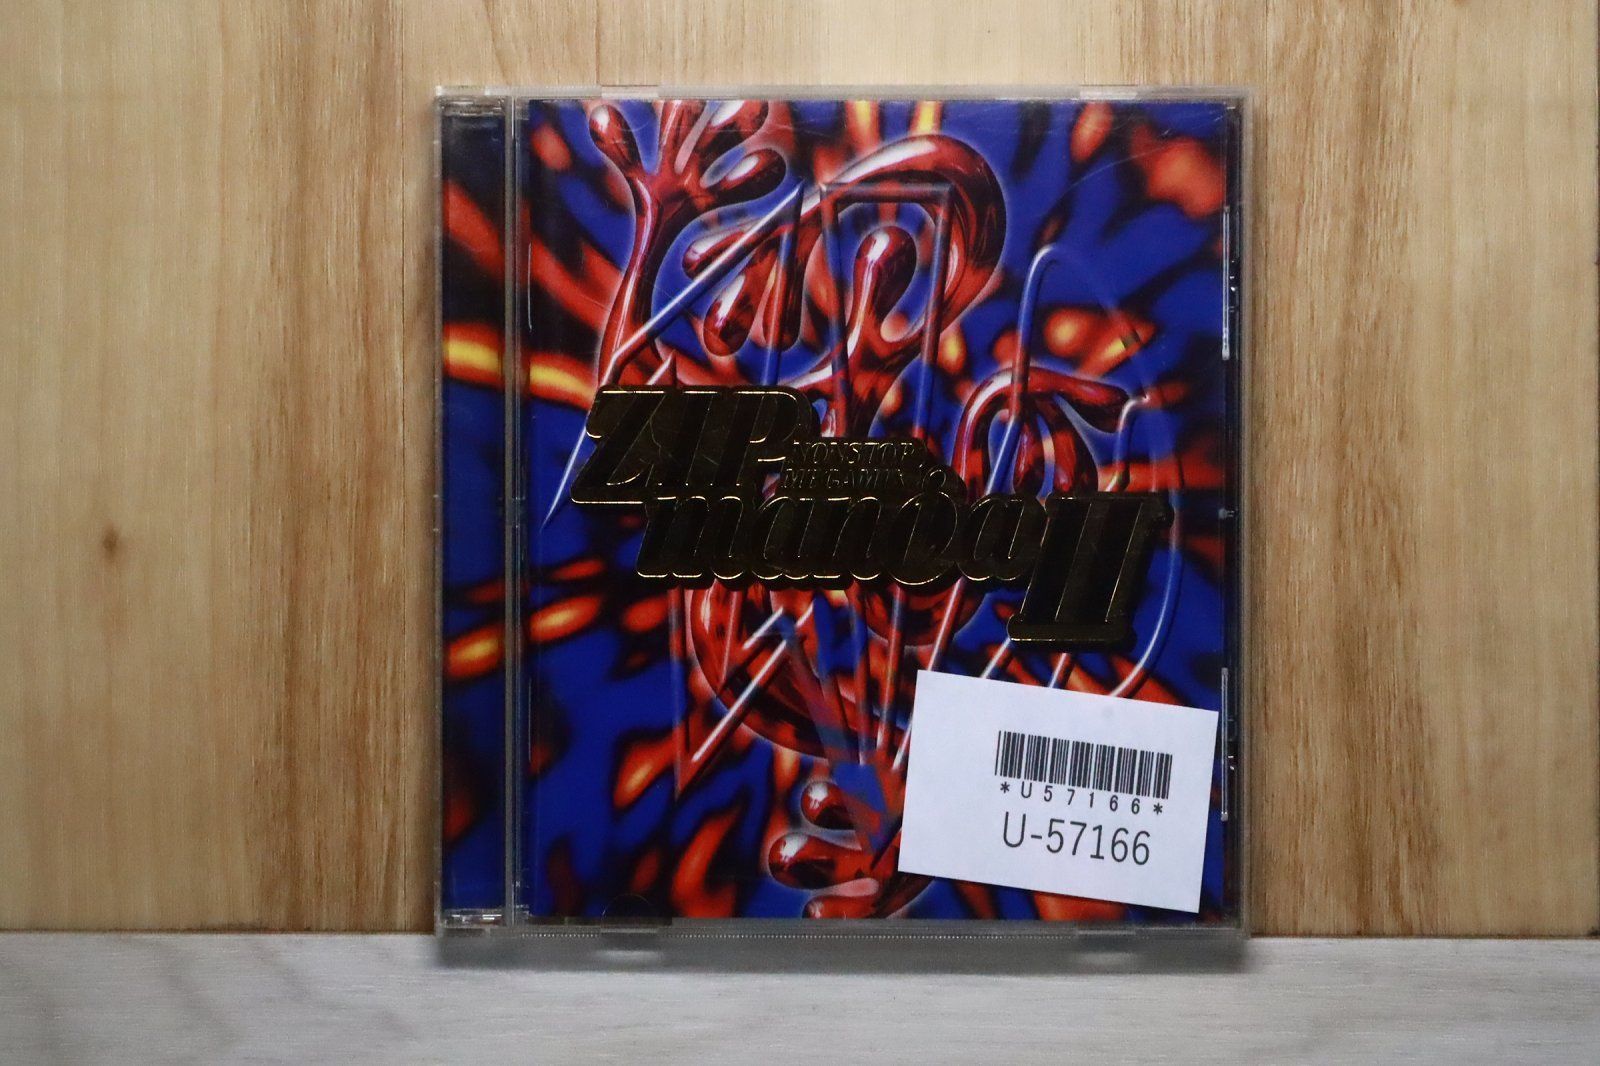 ZIP
NONSTOP
MEGAMIX
mania II
*U57166*
U-57166